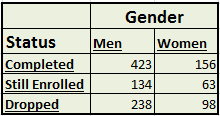 Gender
Status Men Women
Completed 423 156
Still Enrolled 134 63
Dropped 238 98